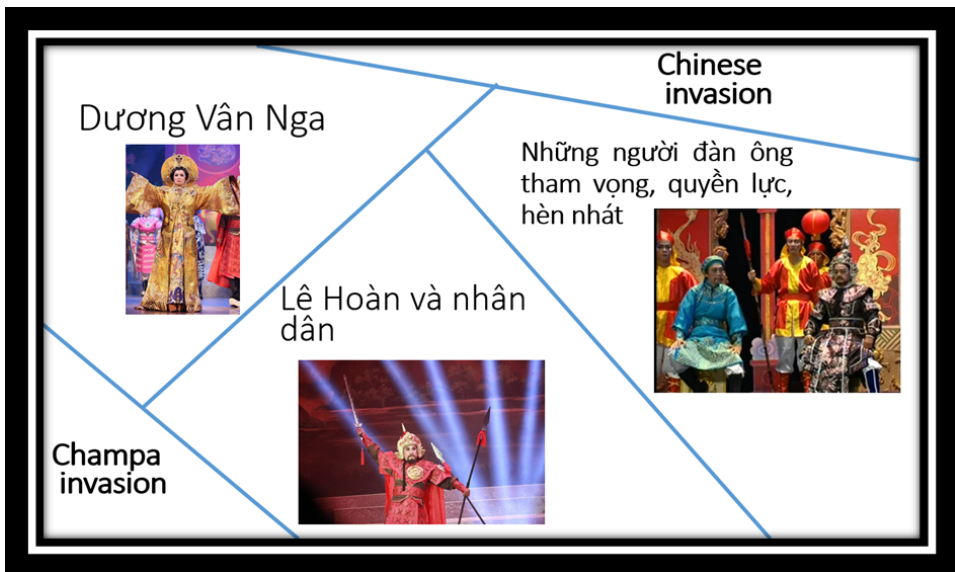 Chinese
invasion
Dương Vân Nga
Những người đàn ông
tham vọng, quyền lực,
hèn nhát
Lê Hoàn và nhân
dân
Champa
invasion